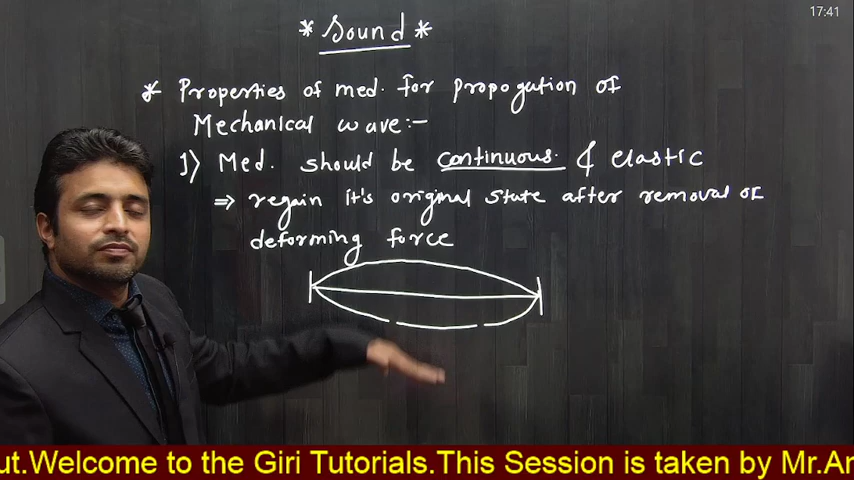 17:41
* Sound *
* Properties of med. for propogation of
Mechanical wave:-
1) Med. should be continuous. & elastic
⇒ regain it's original state after removal of
deforming force
ut.Welcome to the Giri Tutorials.This Session is taken by Mr.Ar